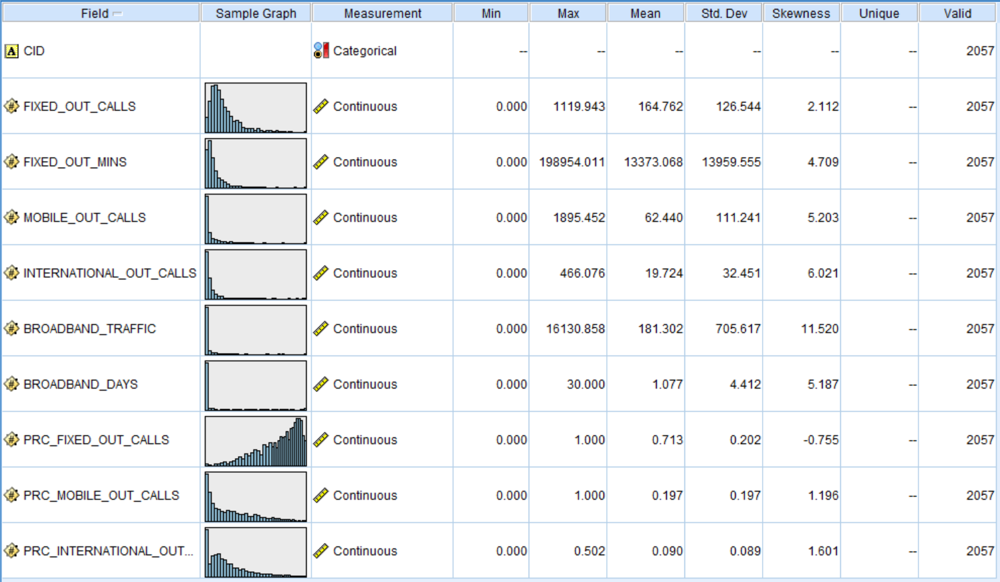 Field Sample Graph Measurement Min Max Mean Std. Dev Skewness Unique Valid
A CID Categorical -- -- -- -- -- -- 2057
# FIXED_OUT_CALLS Continuous 0.000 1119.943 164.762 126.544 2.112 -- 2057
# FIXED_OUT_MINS Continuous 0.000 198954.011 13373.068 13959.555 4.709 -- 2057
# MOBILE_OUT_CALLS Continuous 0.000 1895.452 62.440 111.241 5.203 -- 2057
# INTERNATIONAL_OUT_CALLS Continuous 0.000 466.076 19.724 32.451 6.021 -- 2057
# BROADBAND_TRAFFIC Continuous 0.000 16130.858 181.302 705.617 11.520 -- 2057
# BROADBAND_DAYS Continuous 0.000 30.000 1.077 4.412 5.187 -- 2057
# PRC_FIXED_OUT_CALLS Continuous 0.000 1.000 0.713 0.202 -0.755 -- 2057
# PRC_MOBILE_OUT_CALLS Continuous 0.000 1.000 0.197 0.197 1.196 -- 2057
# PRC_INTERNATIONAL_OUT... Continuous 0.000 0.502 0.090 0.089 1.601 -- 2057